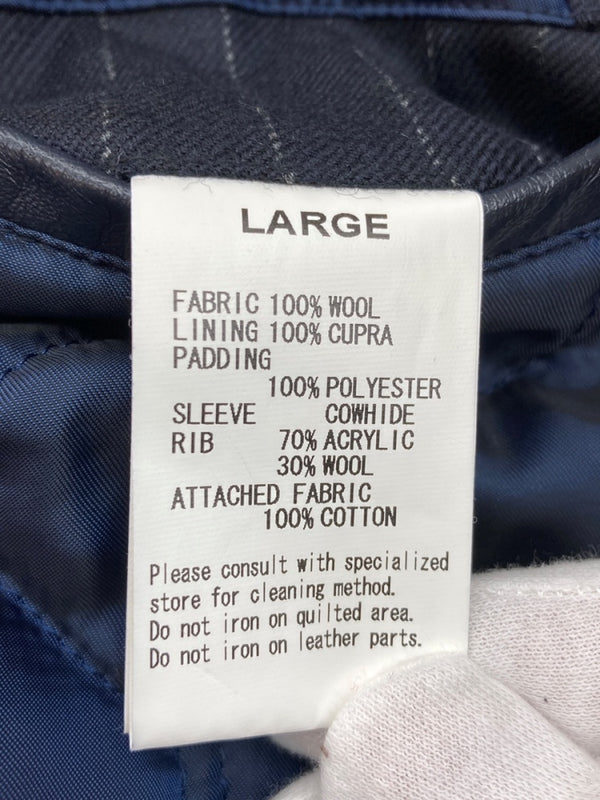 LARGE
FABRIC 100% WOOL
LINING 100% CUPRA
PADDING
100% POLYESTER
SLEEVE COWHIDE
RIB 70% ACRYLIC
30% WOOL
ATTACHED FABRIC
100% COTTON
Please consult with specialized
store for cleaning method.
Do not iron on quilted area.
Do not iron on leather parts.